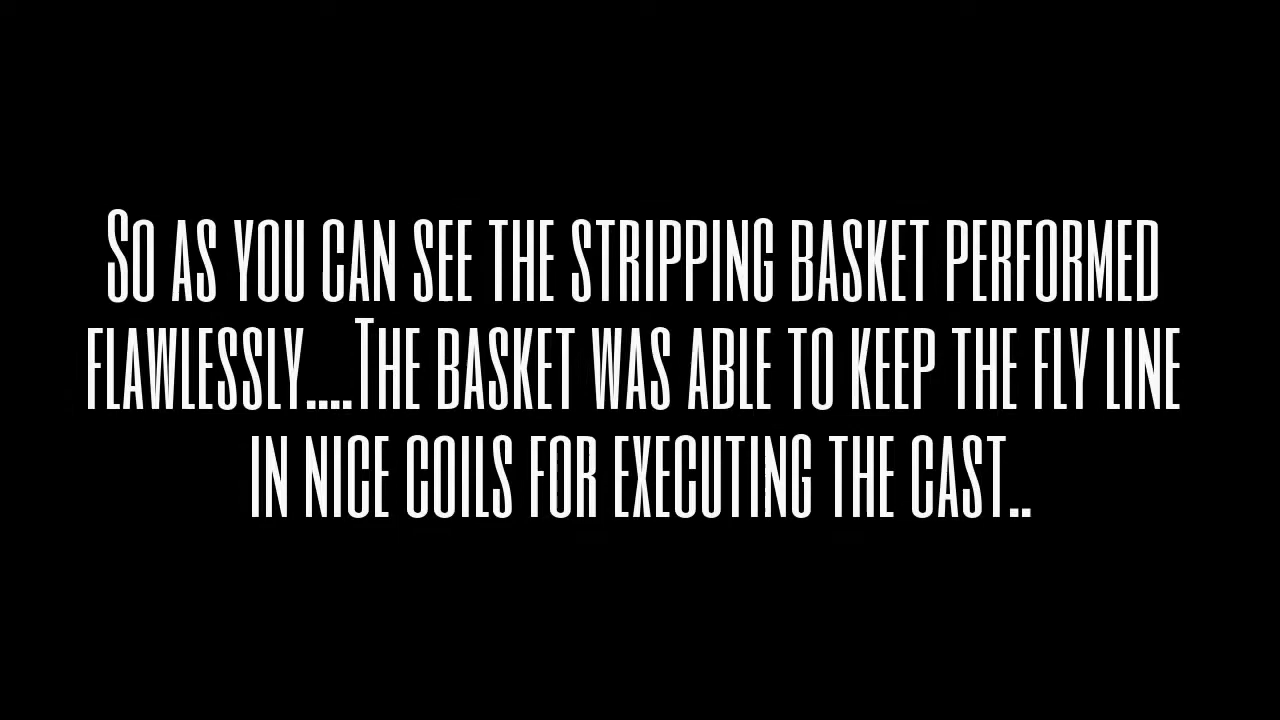 So as you can see the stripping basket performed
flawlessly....The basket was able to keep the fly line
in nice coils for executing the cast..